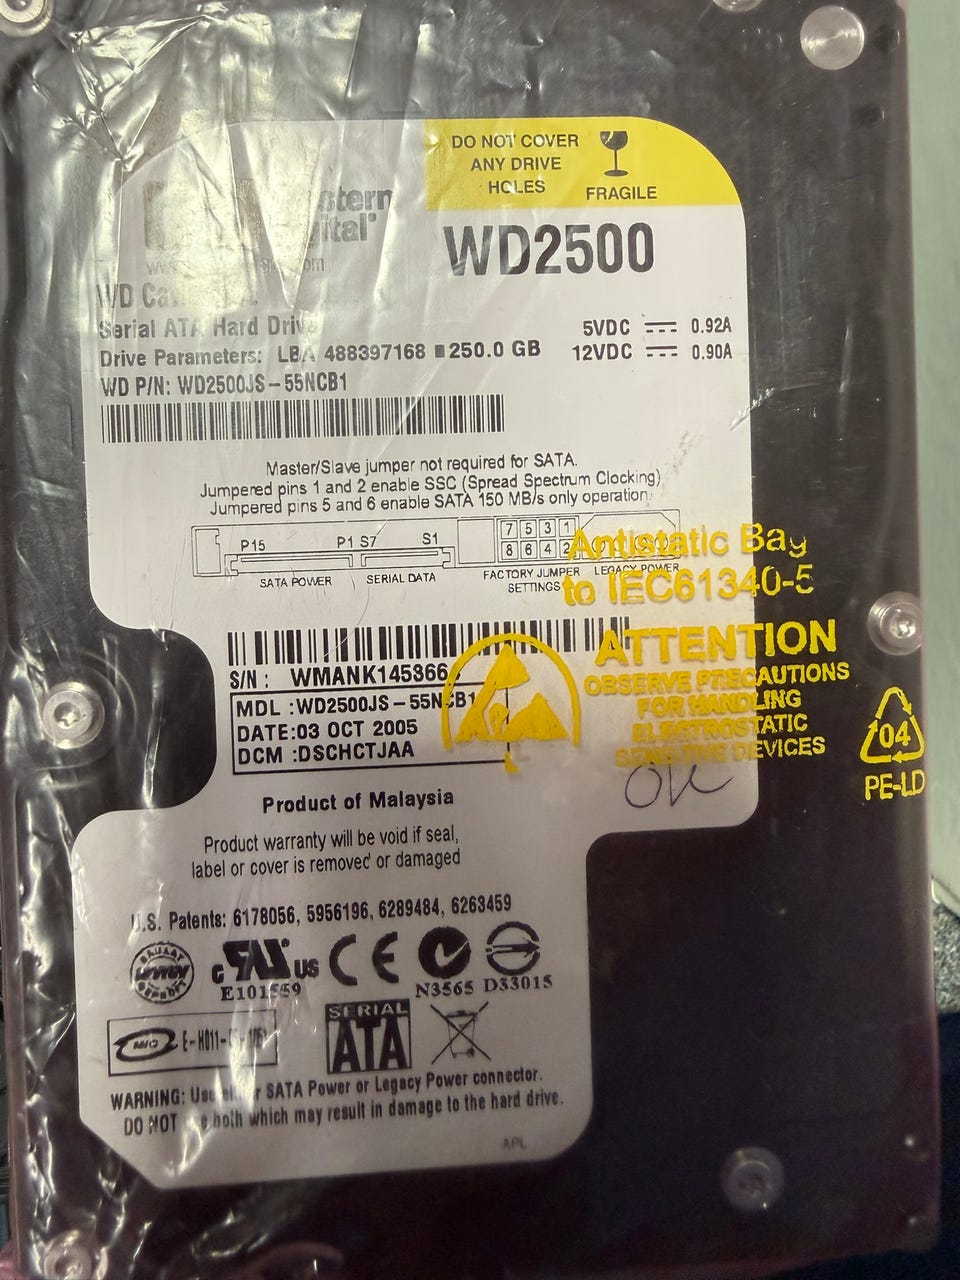 DO NOT COVER
ANY DRIVE
HOLES
FRAGILE
WD2500
WD
Serial ATA Hard Drive
5VDC 0.92A
Drive Parameters: LBA 488397168 ■ 250.0 GB
12VDC 0.90A
WD P/N: WD2500JS-55NCB1
Master/Slave jumper not required for SATA.
Jumpered pins 1 and 2 enable SSC (Spread Spectrum Clocking)
Jumpered pins 5 and 6 enable SATA 150 MB/s only operation.
7 5 3 1
8 6 4 2
P15 P1 S7 S1
SATA POWER
SERIAL DATA
FACTORY JUMPER
SETTINGS
LEGACY POWER
Antistatic Bag
to IEC61340-5
ATTENTION
OBSERVE PRECAUTIONS
FOR HANDLING
ELECTROSTATIC
SENSITIVE DEVICES
04
PE-LD
S/N: WMANK145366
MDL :WD2500JS-55NCB1
DATE:03 OCT 2005
DCM :DSCHCTJAA
OK
Product of Malaysia
Product warranty will be void if seal,
label or cover is removed or damaged
U.S. Patents: 6178056, 5956196, 6289484, 6263459
c US
E101559
CE
N3565
D33015
MIC
SERIAL
ATA
WARNING: Use either SATA Power or Legacy Power connector.
DO NOT use both which may result in damage to the hard drive.
APL